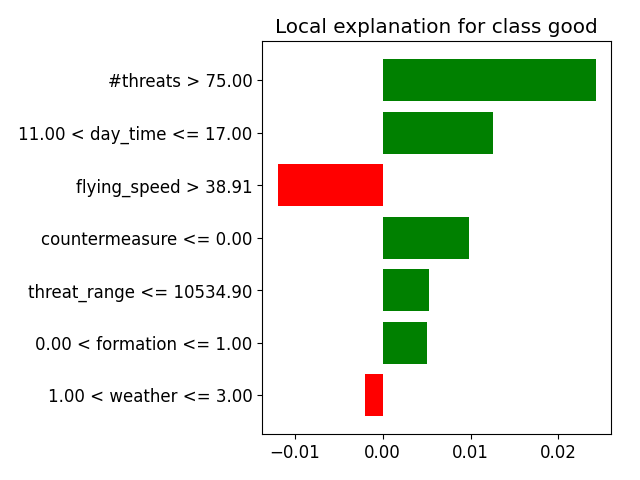 Local explanation for class good
#threats > 75.00
11.00 < day_time <= 17.00
flying_speed > 38.91
countermeasure <= 0.00
threat_range <= 10534.90
0.00 < formation <= 1.00
1.00 < weather <= 3.00
−0.01 0.00 0.01 0.02